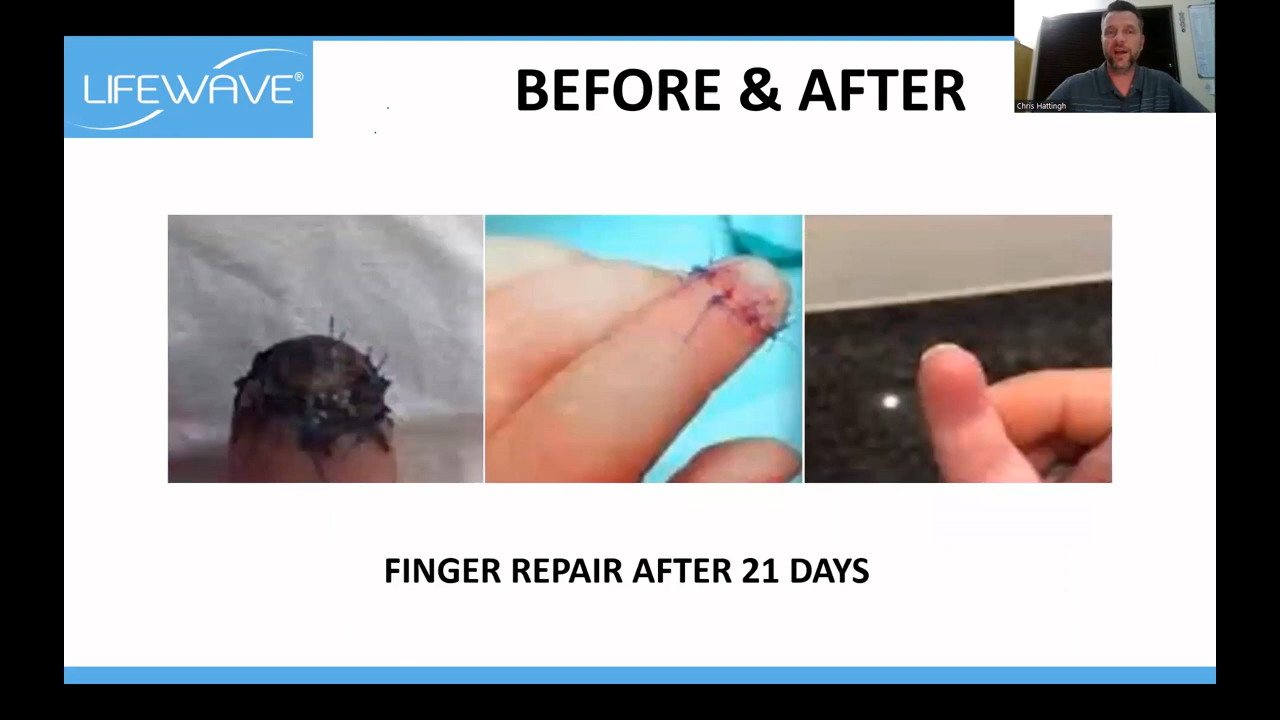 LIFEWAVE®
BEFORE & AFTER
Chris Hattingh
FINGER REPAIR AFTER 21 DAYS